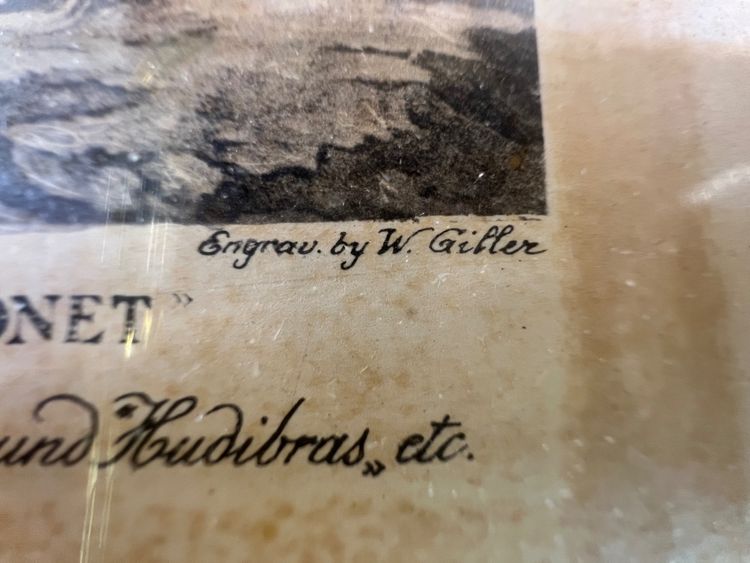 Engrav. by W. Giller
ONET"
und "Hudibras„ etc.